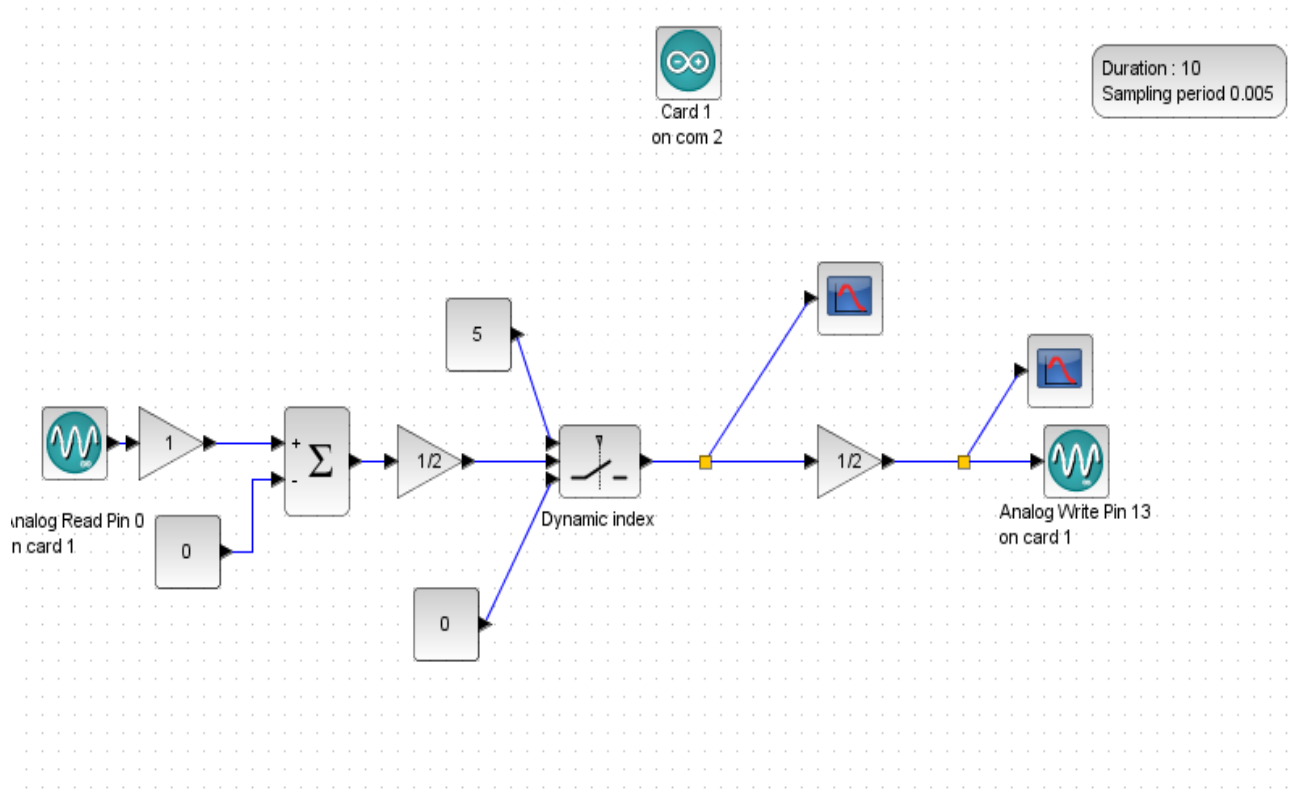 Card 1
on com 2
Duration : 10
Sampling period 0.005
5
1
+
Σ
-
1/2
Dynamic index
1/2
Analog Read Pin 0
n card 1
0
0
Analog Write Pin 13
on card 1